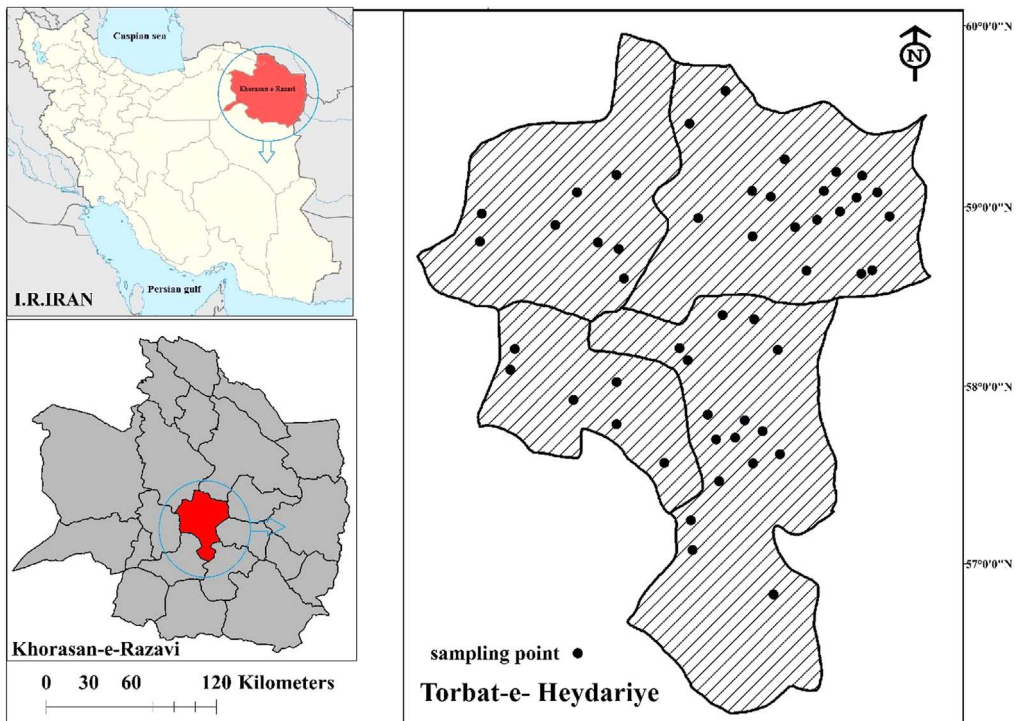 Caspian sea
Khorasan-e-Razavi
Persian gulf
I.R.IRAN
Khorasan-e-Razavi
0 30 60 120 Kilometers
N
60°0'0"N
59°0'0"N
58°0'0"N
57°0'0"N
sampling point
Torbat-e- Heydariye